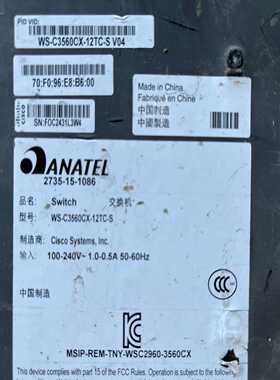 PID VID:
WS-C3560CX-12TC-S V04
70:F0:96:E8:B6:00
CISCO
SN:FOC2431L3W4
Made in China
Fabriqué en Chine
中国制造
中國製造
ANATEL
2735-15-1086
品名: Switch 交换机
型号: WS-C3560CX-12TC-S
制造商: Cisco Systems, Inc.
输入: 100-240V~ 1.0-0.5A 50-60Hz
中国制造
CCC
MSIP-REM-TNY-WSC2960-3560CX
This device complies with part 15 of the FCC Rules. Operation is